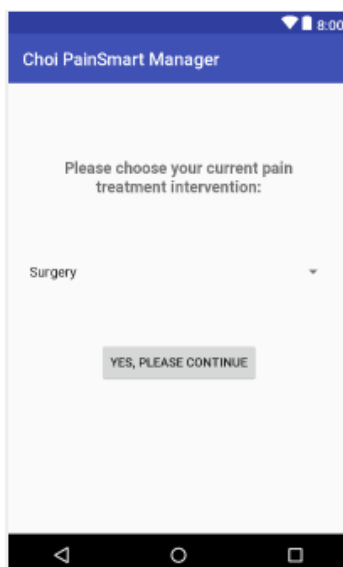 8:00
Choi PainSmart Manager
Please choose your current pain
treatment intervention:
Surgery
YES, PLEASE CONTINUE